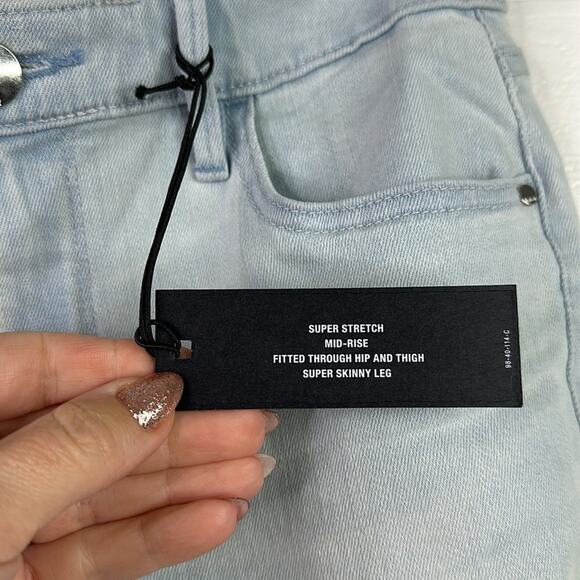 SUPER STRETCH
MID-RISE
FITTED THROUGH HIP AND THIGH
SUPER SKINNY LEG
98-40-114-C